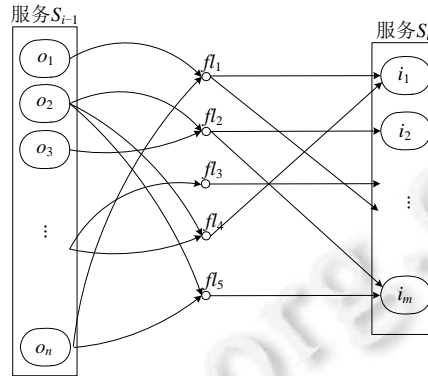 服务S_{i-1}
服务S_i
o_1
o_2
o_3
⋮
o_n
fl_1
fl_2
fl_3
fl_4
fl_5
i_1
i_2
⋮
i_m